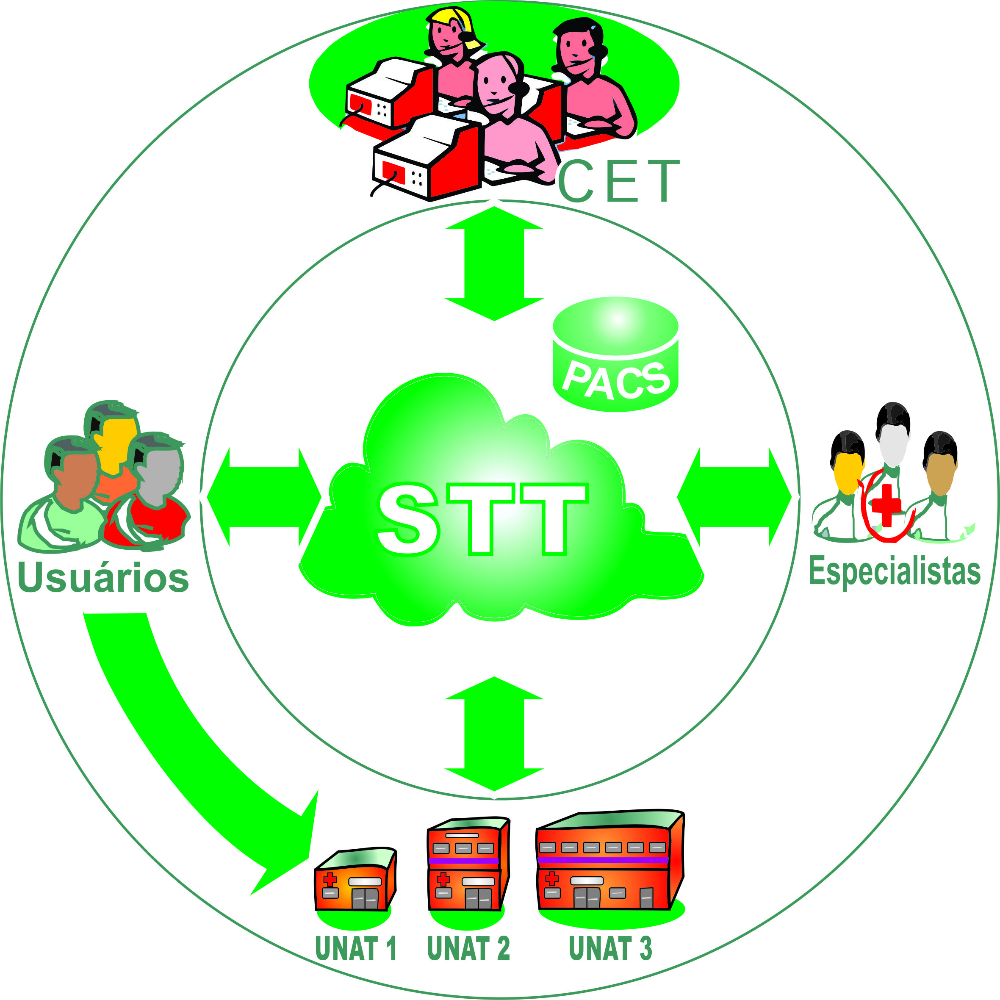 CET
PACS
STT
Usuários
Especialistas
UNAT 1
UNAT 2
UNAT 3